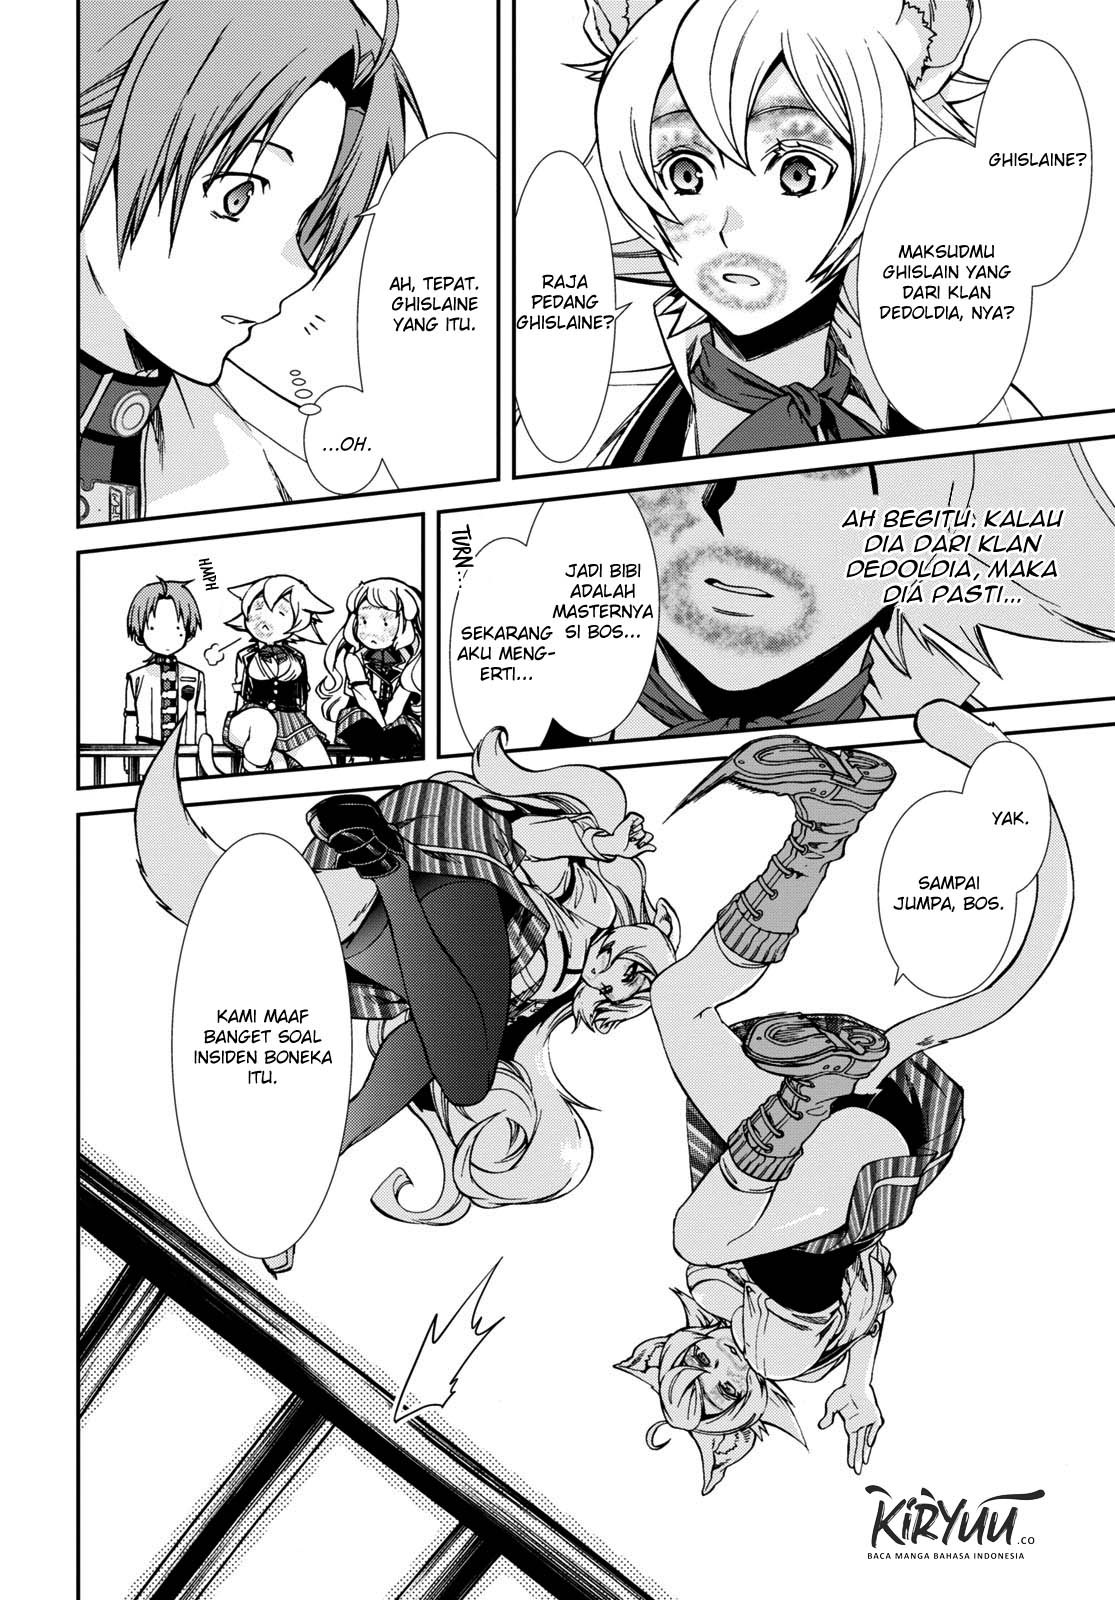 GHISLAINE?
MAKSUDMU
GHISLAIN YANG
DARI KLAN
DEDOLDIA, NYA?
RAJA
PEDANG
GHISLAINE?
AH, TEPAT.
GHISLAINE
YANG ITU.
...OH.
AH BEGITU. KALAU
DIA DARI KLAN
DEDOLDIA, MAKA
DIA PASTI...
JADI BIBI
ADALAH
MASTERNYA
SI BOS...
SEKARANG
AKU MENG-
ERTI...
TURN...
HMPH
YAK.
SAMPAI
JUMPA, BOS.
KAMI MAAF
BANGET SOAL
INSIDEN BONEKA
ITU.
KIRYUU.CO
BACA MANGA BAHASA INDONESIA